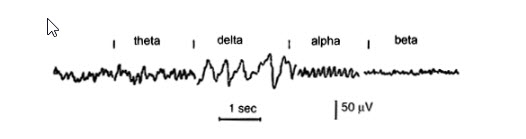 theta delta alpha beta
1 sec 50 μV